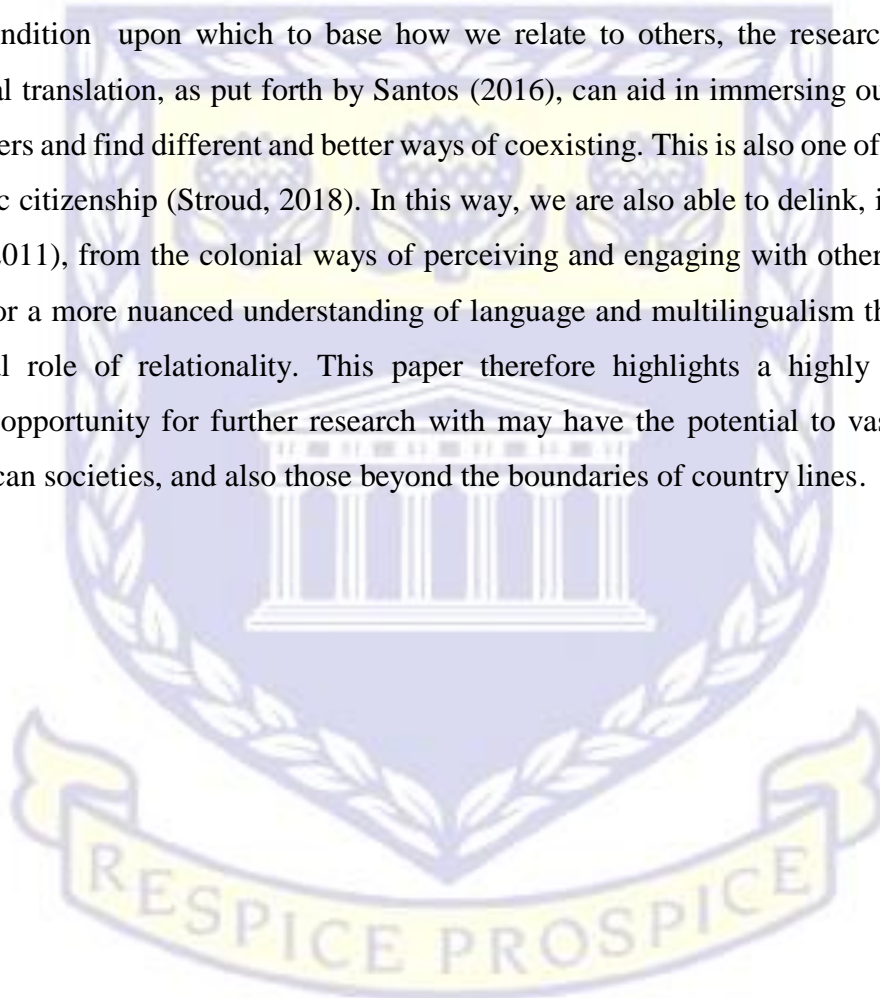 ndition upon which to base how we relate to others, the researc
al translation, as put forth by Santos (2016), can aid in immersing ou
ers and find different and better ways of coexisting. This is also one of
c citizenship (Stroud, 2018). In this way, we are also able to delink, i
2011), from the colonial ways of perceiving and engaging with other
or a more nuanced understanding of language and multilingualism th
al role of relationality. This paper therefore highlights a highly
opportunity for further research with may have the potential to vas
can societies, and also those beyond the boundaries of country lines.
RESPICE PROSPICE